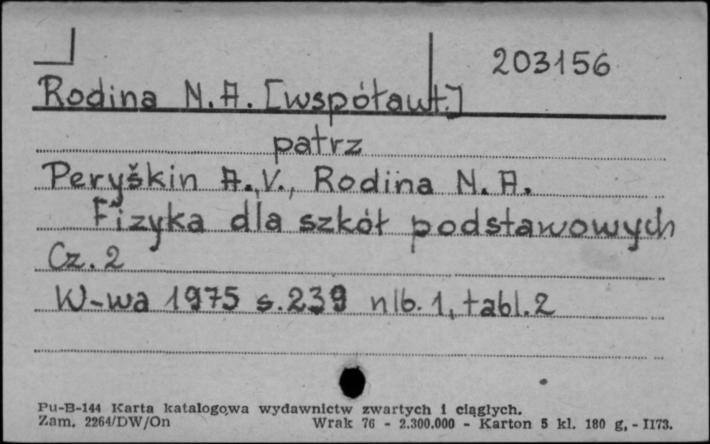 203156
Rodina N.A. [współaut.]
patrz
Peryškin A.V., Rodina N.A.
Fizyka dla szkół podstawowych
Cz. 2
W-wa 1975 s. 239 nlb. 1, tabl. 2
Pu-B-144 Karta katalogowa wydawnictw zwartych i ciągłych.
Zam. 2264/DW/On Wrak 76 - 2.300.000 - Karton 5 kl. 180 g, - II73.